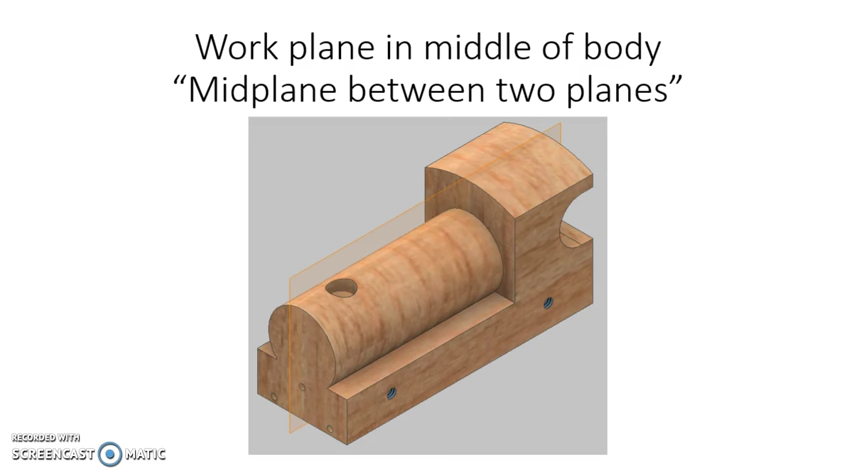 Work plane in middle of body
“Midplane between two planes”
RECORDED WITH
SCREENCAST MATIC